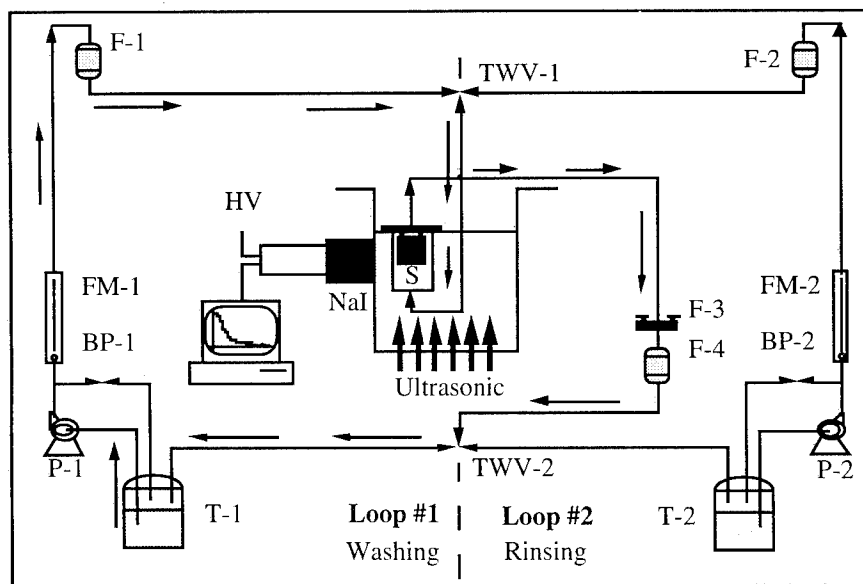 F-1
F-2
TWV-1
HV
S
NaI
FM-1
FM-2
F-3
BP-1
F-4
BP-2
Ultrasonic
P-1
TWV-2
P-2
T-1
Loop #1
Loop #2
T-2
Washing
Rinsing